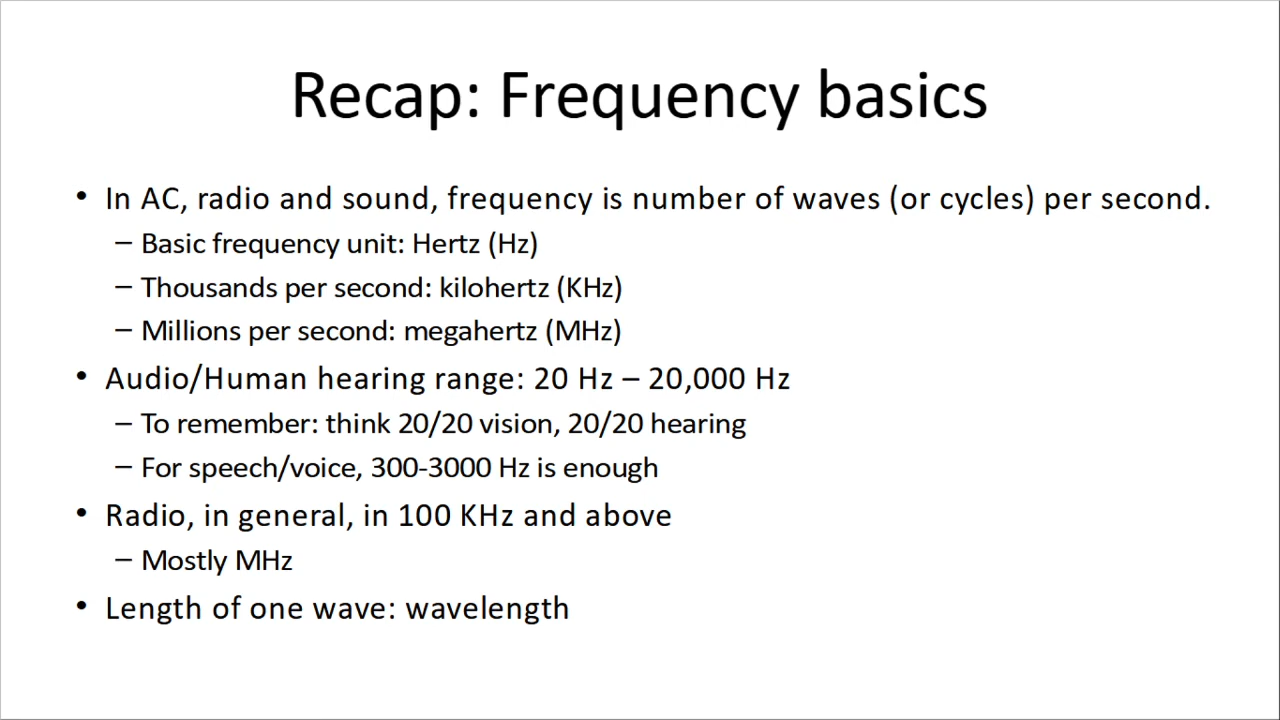 Recap: Frequency basics
• In AC, radio and sound, frequency is number of waves (or cycles) per second.
– Basic frequency unit: Hertz (Hz)
– Thousands per second: kilohertz (KHz)
– Millions per second: megahertz (MHz)
• Audio/Human hearing range: 20 Hz – 20,000 Hz
– To remember: think 20/20 vision, 20/20 hearing
– For speech/voice, 300-3000 Hz is enough
• Radio, in general, in 100 KHz and above
– Mostly MHz
• Length of one wave: wavelength